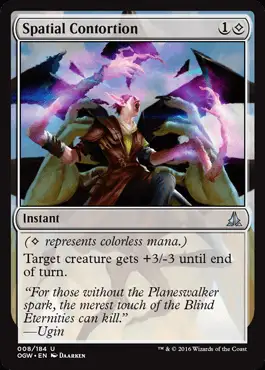 Spatial Contortion 1◇
Instant
(◇ represents colorless mana.)
Target creature gets +3/-3 until end
of turn.
"For those without the Planeswalker
spark, the merest touch of the Blind
Eternities can kill."
—Ugin
008/184 U
OGW • EN DAARKEN
™ & © 2016 Wizards of the Coast